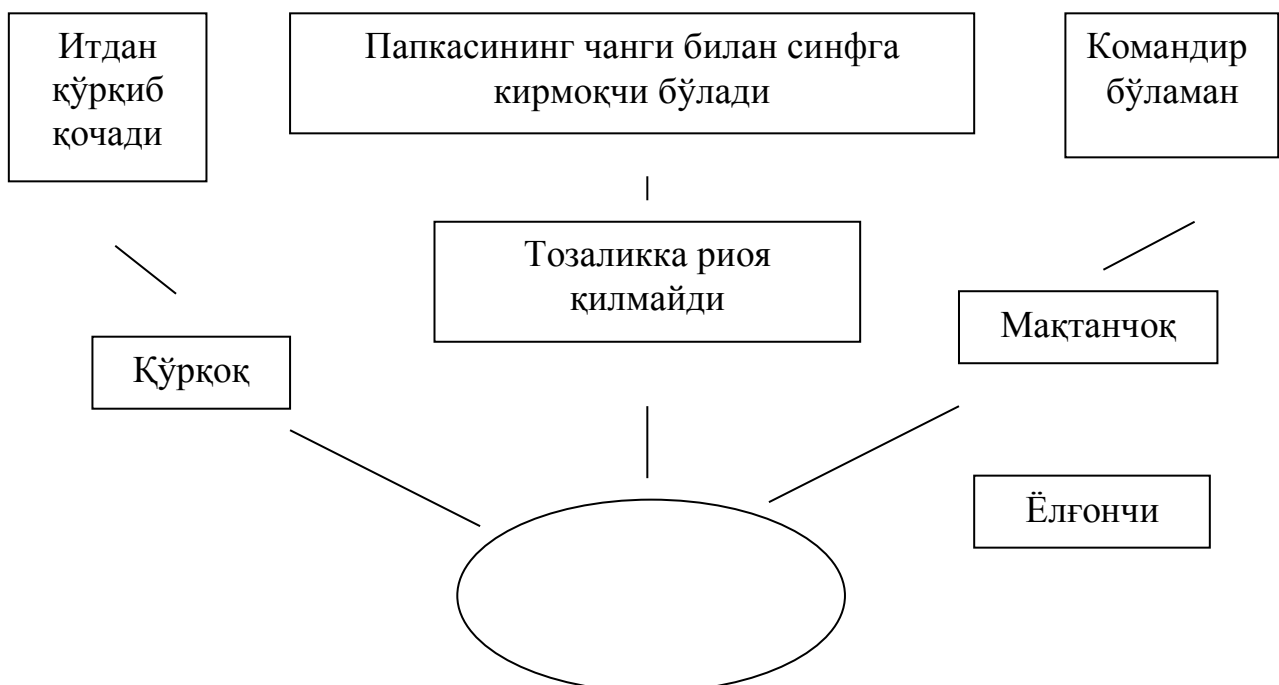 Итдан
қўрқиб
қочади
Папкасининг чанги билан синфга
кирмоқчи бўлади
Командир
бўламан
Тозаликка риоя
қилмайди
Мақтанчоқ
Қўрқоқ
Ёлғончи